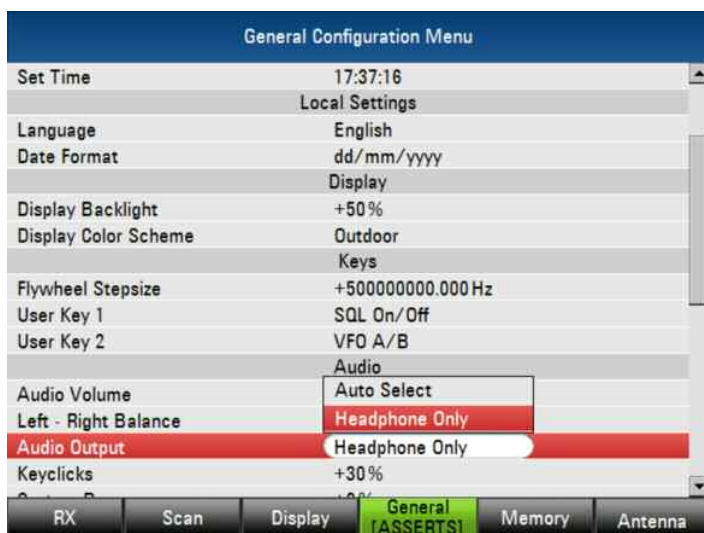 General Configuration Menu
Set Time 17:37:16
Local Settings
Language English
Date Format dd/mm/yyyy
Display
Display Backlight +50%
Display Color Scheme Outdoor
Keys
Flywheel Stepsize +500000000.000 Hz
User Key 1 SQL On/Off
User Key 2 VFO A/B
Audio
Audio Volume Auto Select
Left - Right Balance Headphone Only
Audio Output Headphone Only
Keyclicks +30%
RX Scan Display General [ASSERTS] Memory Antenna